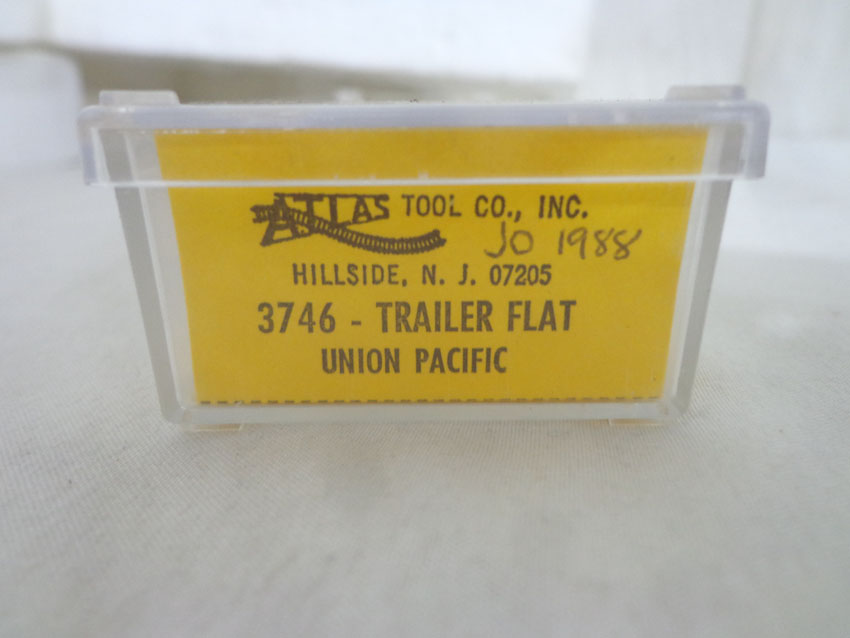 ATLAS TOOL CO., INC.
JO 1988
HILLSIDE, N. J. 07205
3746 - TRAILER FLAT
UNION PACIFIC